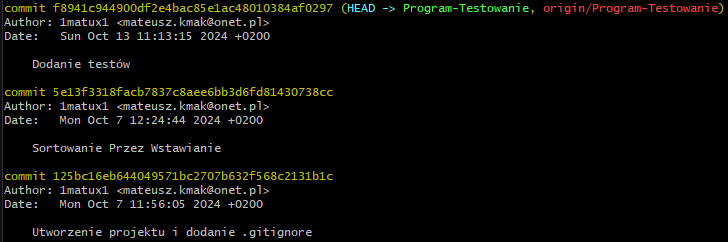 commit f8941c944900df2e4bac85e1ac48010384af0297 (HEAD -> Program-Testowanie, origin/Program-Testowanie)
Author: 1matux1 <mateusz.kmak@onet.pl>
Date:   Sun Oct 13 11:13:15 2024 +0200
Dodanie testów
commit 5e13f3318facb7837c8aee6bb3d6fd81430738cc
Author: 1matux1 <mateusz.kmak@onet.pl>
Date:   Mon Oct 7 12:24:44 2024 +0200
Sortowanie Przez Wstawianie
commit 125bc16eb644049571bc2707b632f568c2131b1c
Author: 1matux1 <mateusz.kmak@onet.pl>
Date:   Mon Oct 7 11:56:05 2024 +0200
Utworzenie projektu i dodanie .gitignore